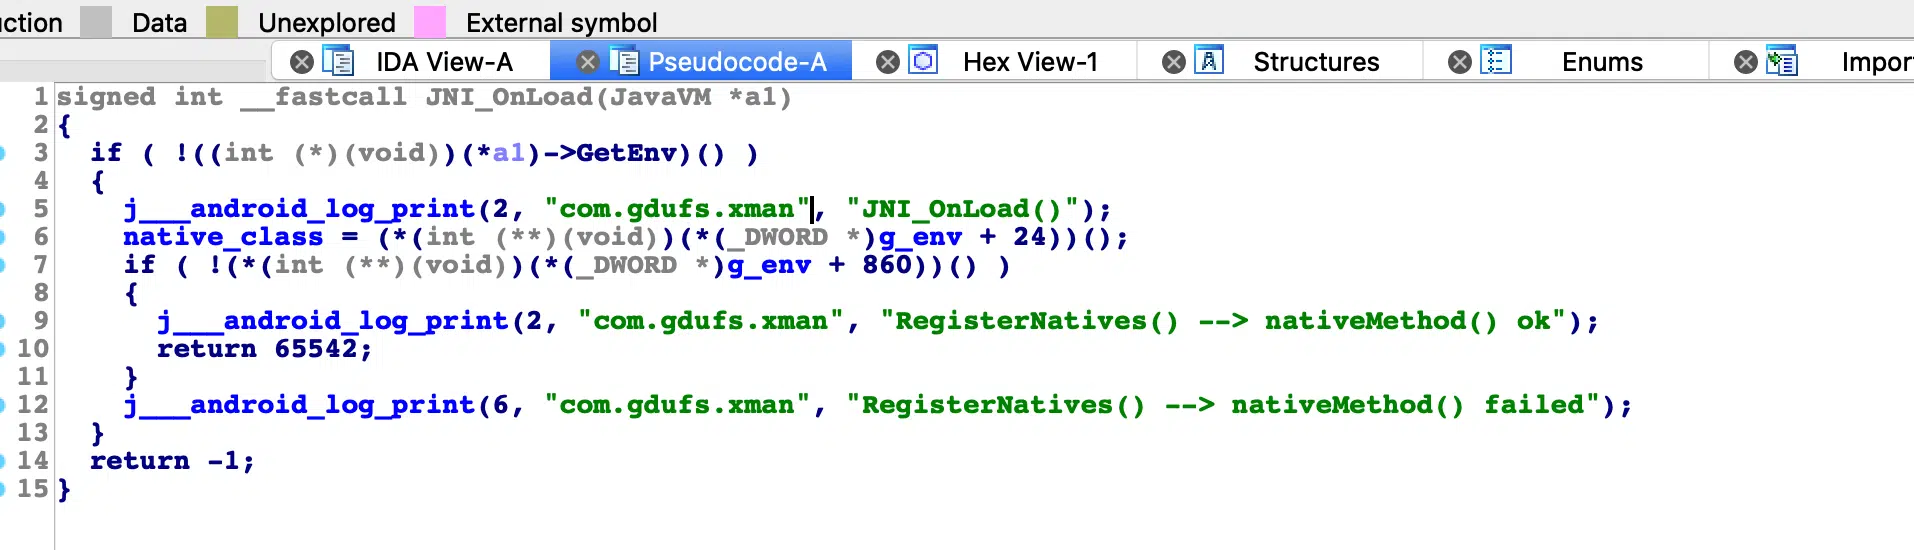 ction Data Unexplored External symbol
IDA View-A Pseudocode-A Hex View-1 Structures Enums Impor
1 signed int __fastcall JNI_OnLoad(JavaVM *a1)
2 {
3 if ( !((int (*)(void))(*a1)->GetEnv)() )
4 {
5 j___android_log_print(2, "com.gdufs.xman", "JNI_OnLoad()");
6 native_class = (*(int (**)(void))(*(_DWORD *)g_env + 24))();
7 if ( !(*(int (**)(void))(*(_DWORD *)g_env + 860))() )
8 {
9 j___android_log_print(2, "com.gdufs.xman", "RegisterNatives() --> nativeMethod() ok");
10 return 65542;
11 }
12 j___android_log_print(6, "com.gdufs.xman", "RegisterNatives() --> nativeMethod() failed");
13 }
14 return -1;
15 }